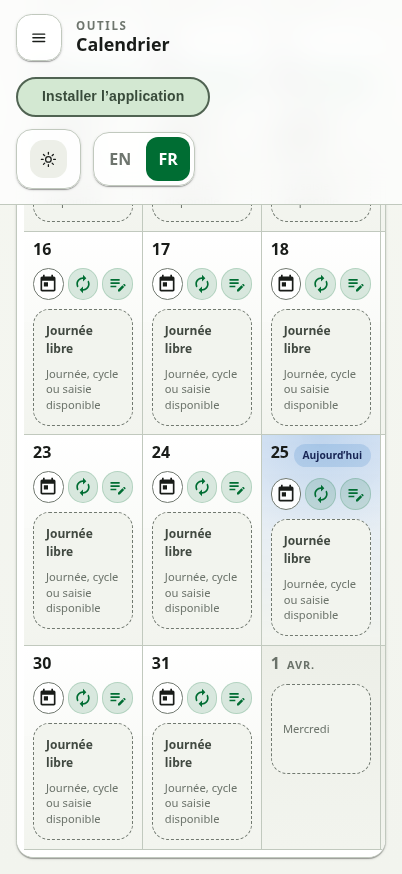 OUTILS
Calendrier
Installer l'application
EN FR
16 17 18
Journée libre Journée libre Journée libre
Journée, cycle ou saisie disponible Journée, cycle ou saisie disponible Journée, cycle ou saisie disponible
23 24 25 Aujourd'hui
Journée libre Journée libre Journée libre
Journée, cycle ou saisie disponible Journée, cycle ou saisie disponible Journée, cycle ou saisie disponible
30 31 1 AVR.
Journée libre Journée libre Mercredi
Journée, cycle ou saisie disponible Journée, cycle ou saisie disponible